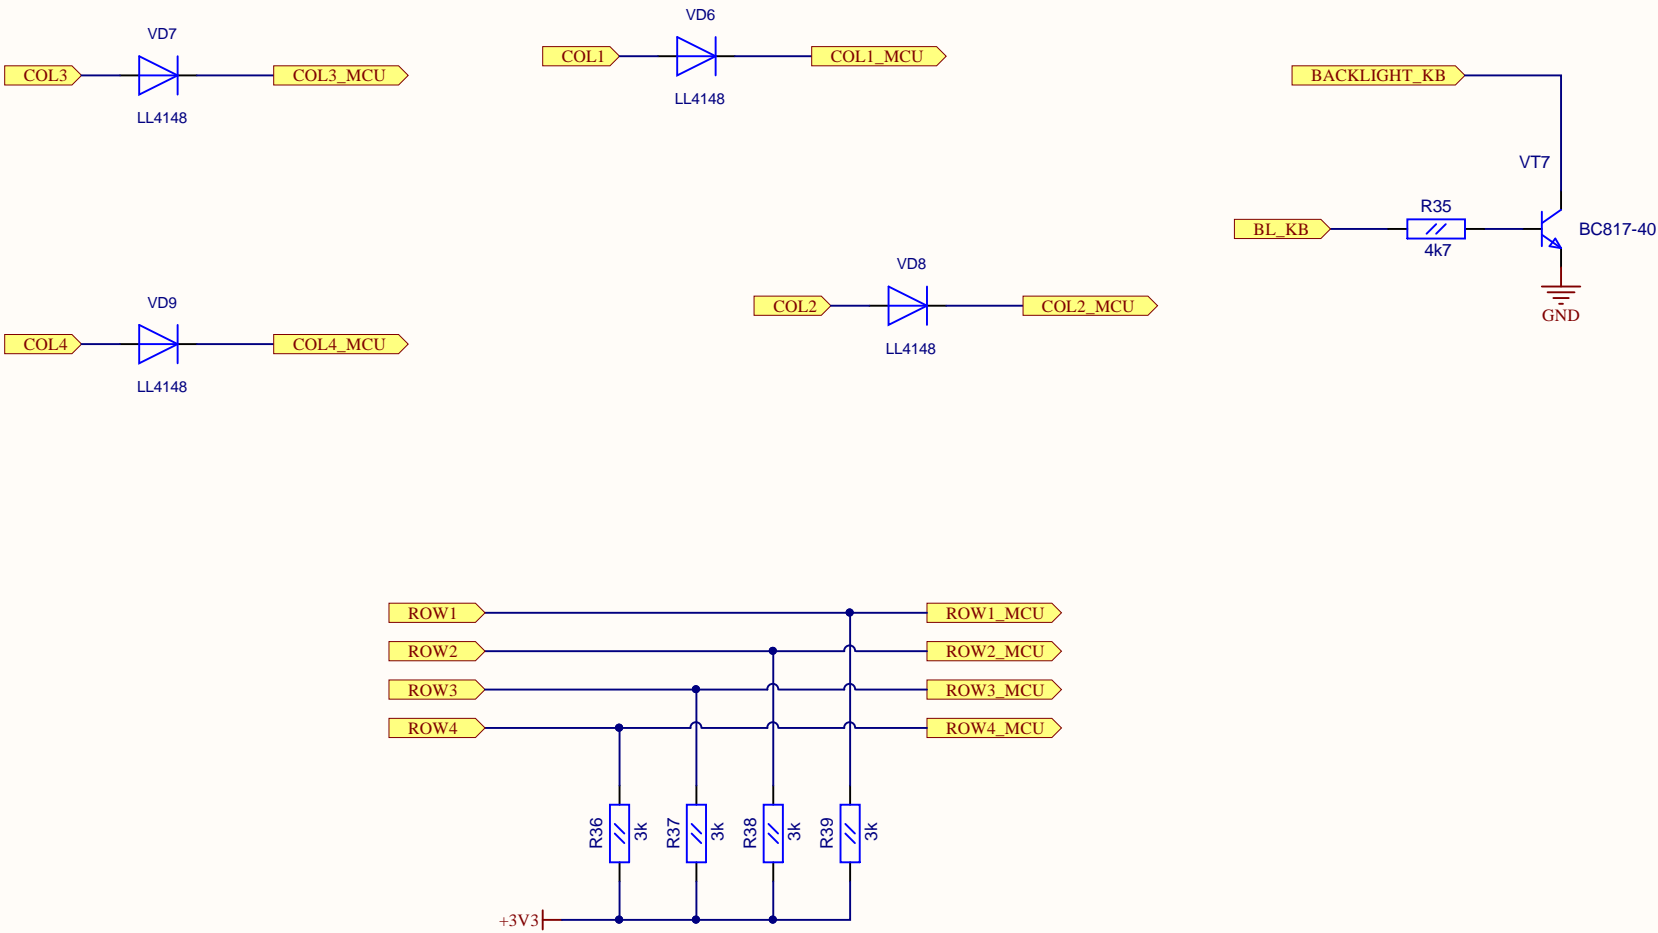 VD7
COL3
COL3_MCU
LL4148
VD6
COL1
COL1_MCU
LL4148
BACKLIGHT_KB
VT7
R35
BL_KB
4k7
BC817-40
GND
VD9
COL4
COL4_MCU
LL4148
VD8
COL2
COL2_MCU
LL4148
ROW1
ROW1_MCU
ROW2
ROW2_MCU
ROW3
ROW3_MCU
ROW4
ROW4_MCU
R36
3k
R37
3k
R38
3k
R39
3k
+3V3